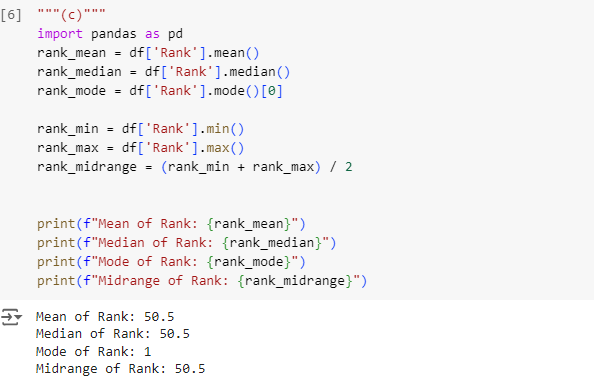 [6] """(c)"""
import pandas as pd
rank_mean = df['Rank'].mean()
rank_median = df['Rank'].median()
rank_mode = df['Rank'].mode()[0]
rank_min = df['Rank'].min()
rank_max = df['Rank'].max()
rank_midrange = (rank_min + rank_max) / 2
print(f"Mean of Rank: {rank_mean}")
print(f"Median of Rank: {rank_median}")
print(f"Mode of Rank: {rank_mode}")
print(f"Midrange of Rank: {rank_midrange}")
Mean of Rank: 50.5
Median of Rank: 50.5
Mode of Rank: 1
Midrange of Rank: 50.5